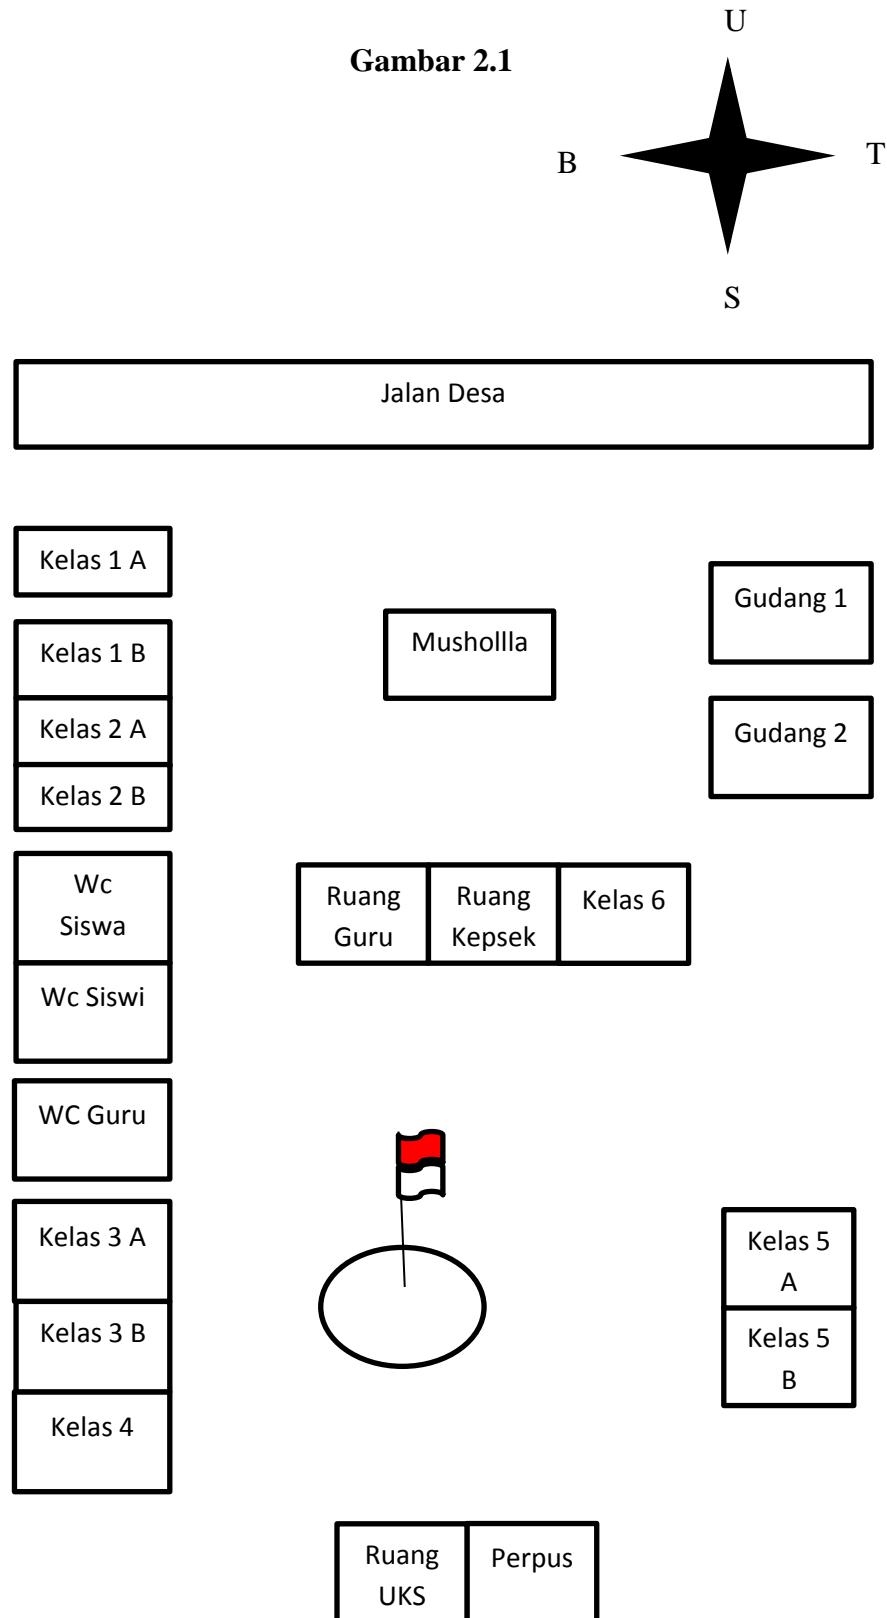 U
Gambar 2.1
B
T
S
Jalan Desa
Kelas 1 A
Gudang 1
Mushollla
Kelas 1 B
Kelas 2 A
Gudang 2
Kelas 2 B
Wc
Siswa
Ruang
Guru
Ruang
Kepsek
Kelas 6
Wc Siswi
WC Guru
Kelas 3 A
Kelas 5
A
Kelas 3 B
Kelas 5
B
Kelas 4
Ruang
UKS
Perpus